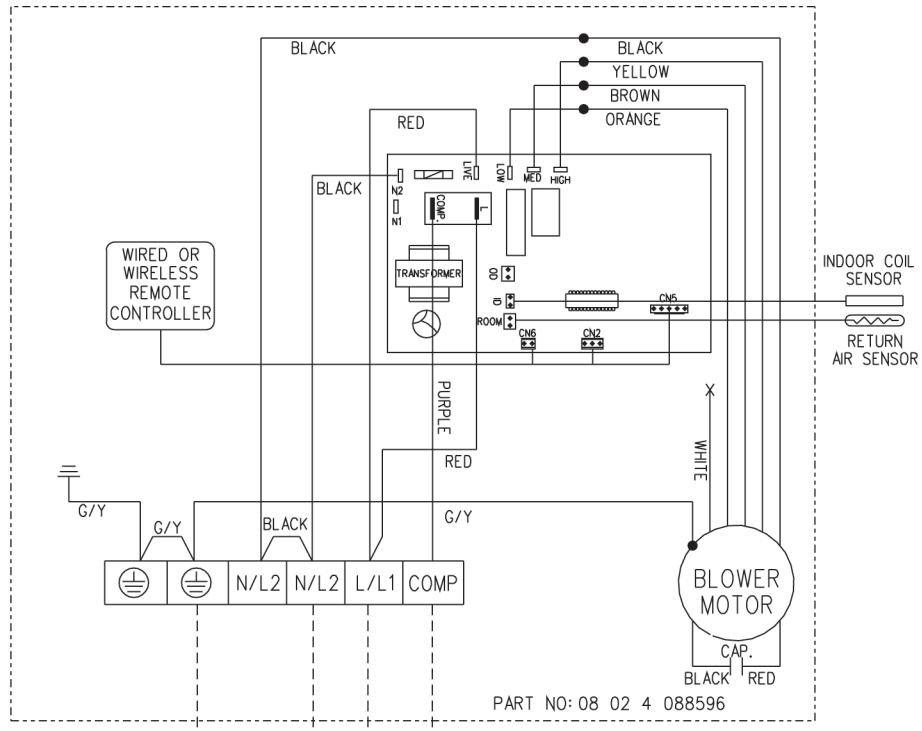 BLACK
BLACK
YELLOW
BROWN
ORANGE
RED
BLACK
N2
N1
LIVE
LOW
MED
HIGH
COMP.
L
TRANSFORMER
OD
ID
ROOM
CN6
CN2
CN5
WIRED OR
WIRELESS
REMOTE
CONTROLLER
INDOOR COIL
SENSOR
RETURN
AIR SENSOR
PURPLE
RED
WHITE
G/Y
G/Y
BLACK
G/Y
N/L2
N/L2
L/L1
COMP
BLOWER
MOTOR
CAP.
BLACK
RED
PART NO: 08 02 4 088596